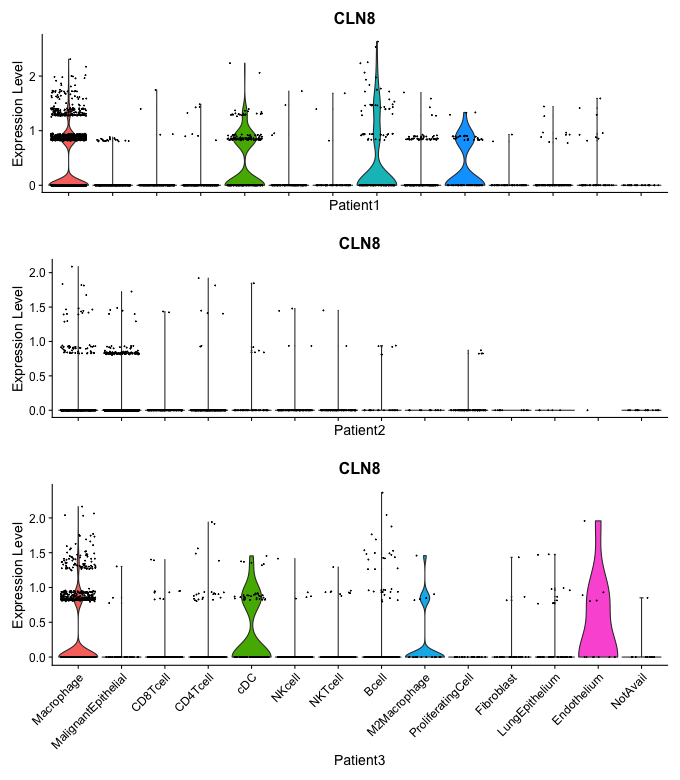 CLN8
Expression Level
2
1
0
Patient1
CLN8
Expression Level
2.0
1.5
1.0
0.5
0.0
Patient2
CLN8
Expression Level
2.0
1.5
1.0
0.5
0.0
Macrophage
MalignantEpithelial
CD8Tcell
CD4Tcell
cDC
NKcell
NKTcell
Bcell
M2Macrophage
ProliferatingCell
Fibroblast
LungEpithelium
Endothelium
NotAvail
Patient3